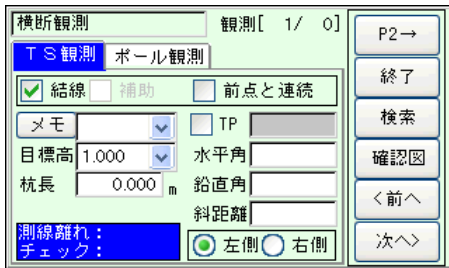 横断観測 観測[ 1/ 0]
ＴＳ観測 ポール観測
結線 補助 前点と連続
メモ TP
目標高 1.000 水平角
杭長 0.000 m 鉛直角
斜距離
測線離れ：
チェック：
左側 右側
P2→
終了
検索
確認図
＜前へ
次へ＞